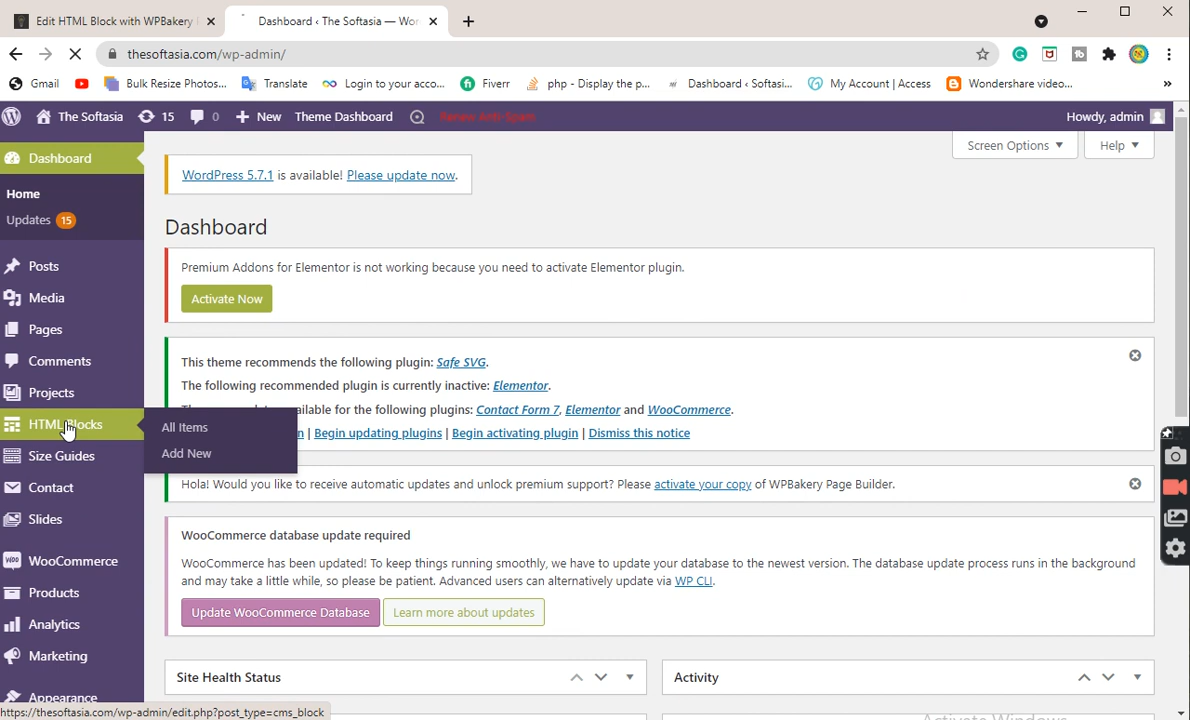 Edit HTML Block with WPBakery
Dashboard ‹ The Softasia — Wor
thesoftasia.com/wp-admin/
Gmail
Bulk Resize Photos...
Translate
Login to your acco...
Fiverr
php - Display the p...
Dashboard ‹ Softasi...
My Account | Access
Wondershare video...
The Softasia
15
0
New
Theme Dashboard
Renew Anti-Spam
Howdy, admin
Dashboard
Home
Updates 15
Posts
Media
Pages
Comments
Projects
HTML Blocks
All Items
Add New
Size Guides
Contact
Slides
WooCommerce
Products
Analytics
Marketing
Appearance
Screen Options
Help
WordPress 5.7.1 is available! Please update now.
Dashboard
Premium Addons for Elementor is not working because you need to activate Elementor plugin.
Activate Now
This theme recommends the following plugin: Safe SVG.
The following recommended plugin is currently inactive: Elementor.
available for the following plugins: Contact Form 7, Elementor and WooCommerce.
| Begin updating plugins | Begin activating plugin | Dismiss this notice
Hola! Would you like to receive automatic updates and unlock premium support? Please activate your copy of WPBakery Page Builder.
WooCommerce database update required
WooCommerce has been updated! To keep things running smoothly, we have to update your database to the newest version. The database update process runs in the background
and may take a little while, so please be patient. Advanced users can alternatively update via WP CLI.
Update WooCommerce Database
Learn more about updates
Site Health Status
Activity
https://thesoftasia.com/wp-admin/edit.php?post_type=cms_block
Activate Windows